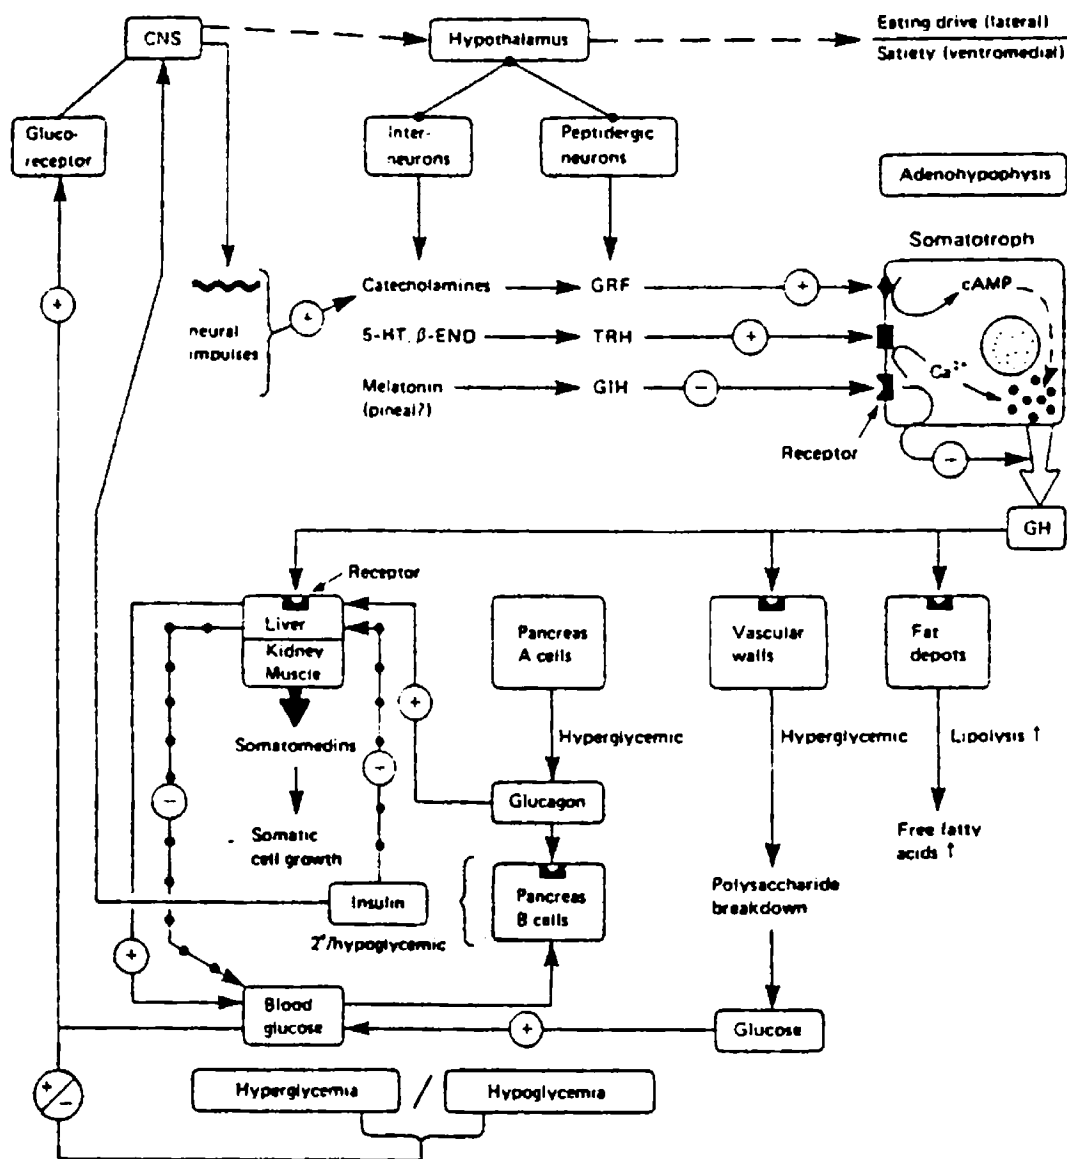 CNS
Hypothalamus
Eating drive (lateral)
Satiety (ventromedial)
Gluco-
receptor
Inter-
neurons
Peptidergic
neurons
Adenohypophysis
Somatotroph
+
neural
impulses
+
Catecholamines
GRF
+
cAMP
5-HT, β-END
TRH
+
Ca²⁺
Melatonin
(pineal?)
GIH
−
Receptor
−
GH
Receptor
Liver
Kidney
Muscle
Pancreas
A cells
Vascular
walls
Fat
depots
+
−
−
Somatomedins
Hyperglycemic
Hyperglycemic
Lipolysis ↑
Glucagon
Somatic
cell growth
Free fatty
acids ↑
Insulin
Pancreas
B cells
Polysaccharide
breakdown
2°/hypoglycemic
+
Blood
glucose
+
Glucose
+/−
Hyperglycemia / Hypoglycemia